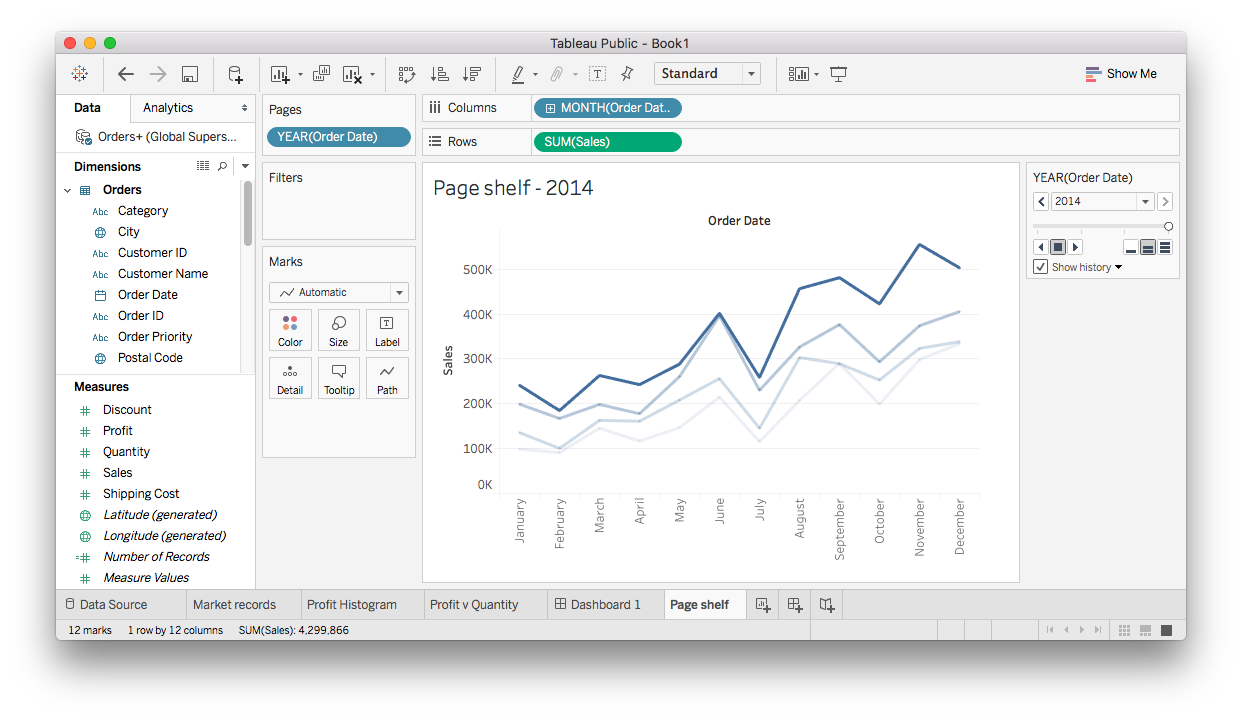 Tableau Public - Book1
Standard
Show Me
Data
Analytics
Orders+ (Global Supers...
Dimensions
Orders
Abc Category
City
Abc Customer ID
Abc Customer Name
Order Date
Abc Order ID
Abc Order Priority
Postal Code
Measures
Discount
Profit
Quantity
Sales
Shipping Cost
Latitude (generated)
Longitude (generated)
=# Number of Records
Measure Values
Pages
YEAR(Order Date)
Filters
Marks
Automatic
Color
Size
Label
Detail
Tooltip
Path
Columns
MONTH(Order Dat..
Rows
SUM(Sales)
Page shelf - 2014
Order Date
Sales
500K
400K
300K
200K
100K
0K
January
February
March
April
May
June
July
August
September
October
November
December
YEAR(Order Date)
2014
Show history
Data Source
Market records
Profit Histogram
Profit v Quantity
Dashboard 1
Page shelf
12 marks
1 row by 12 columns
SUM(Sales): 4,299,866